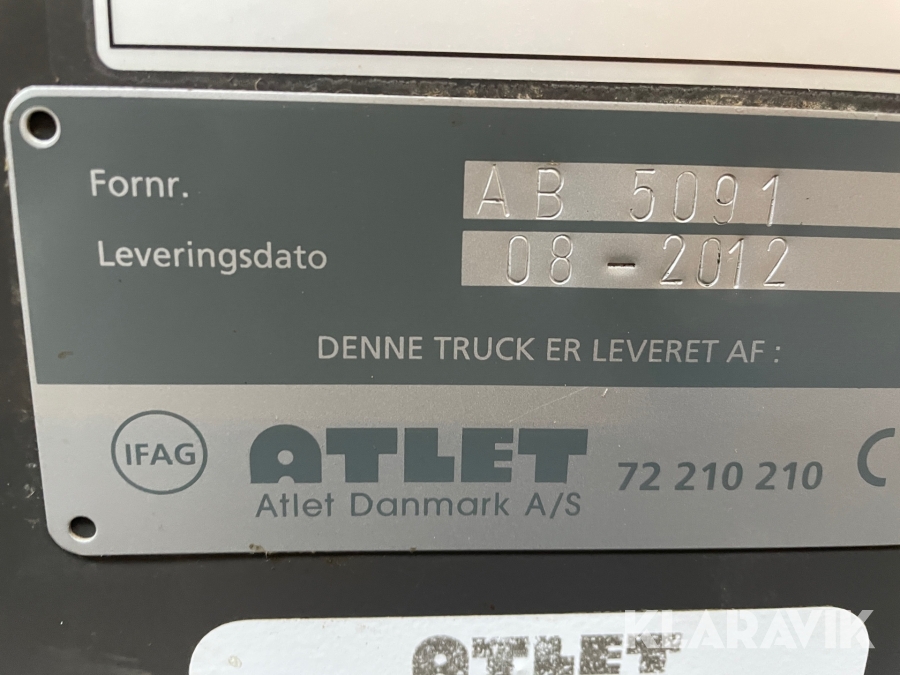 Fornr. AB 5091
Leveringsdato 08-2012
DENNE TRUCK ER LEVERET AF :
IFAG ATLET 72 210 210 C
Atlet Danmark A/S
ATLET
KLARAVIK